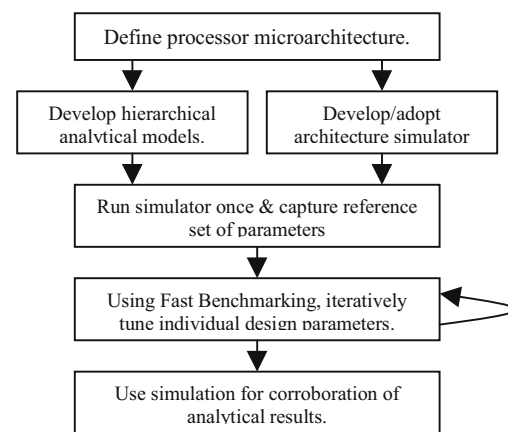 Define processor microarchitecture.
Develop hierarchical
analytical models.
Develop/adopt
architecture simulator
Run simulator once & capture reference
set of parameters
Using Fast Benchmarking, iteratively
tune individual design parameters.
Use simulation for corroboration of
analytical results.